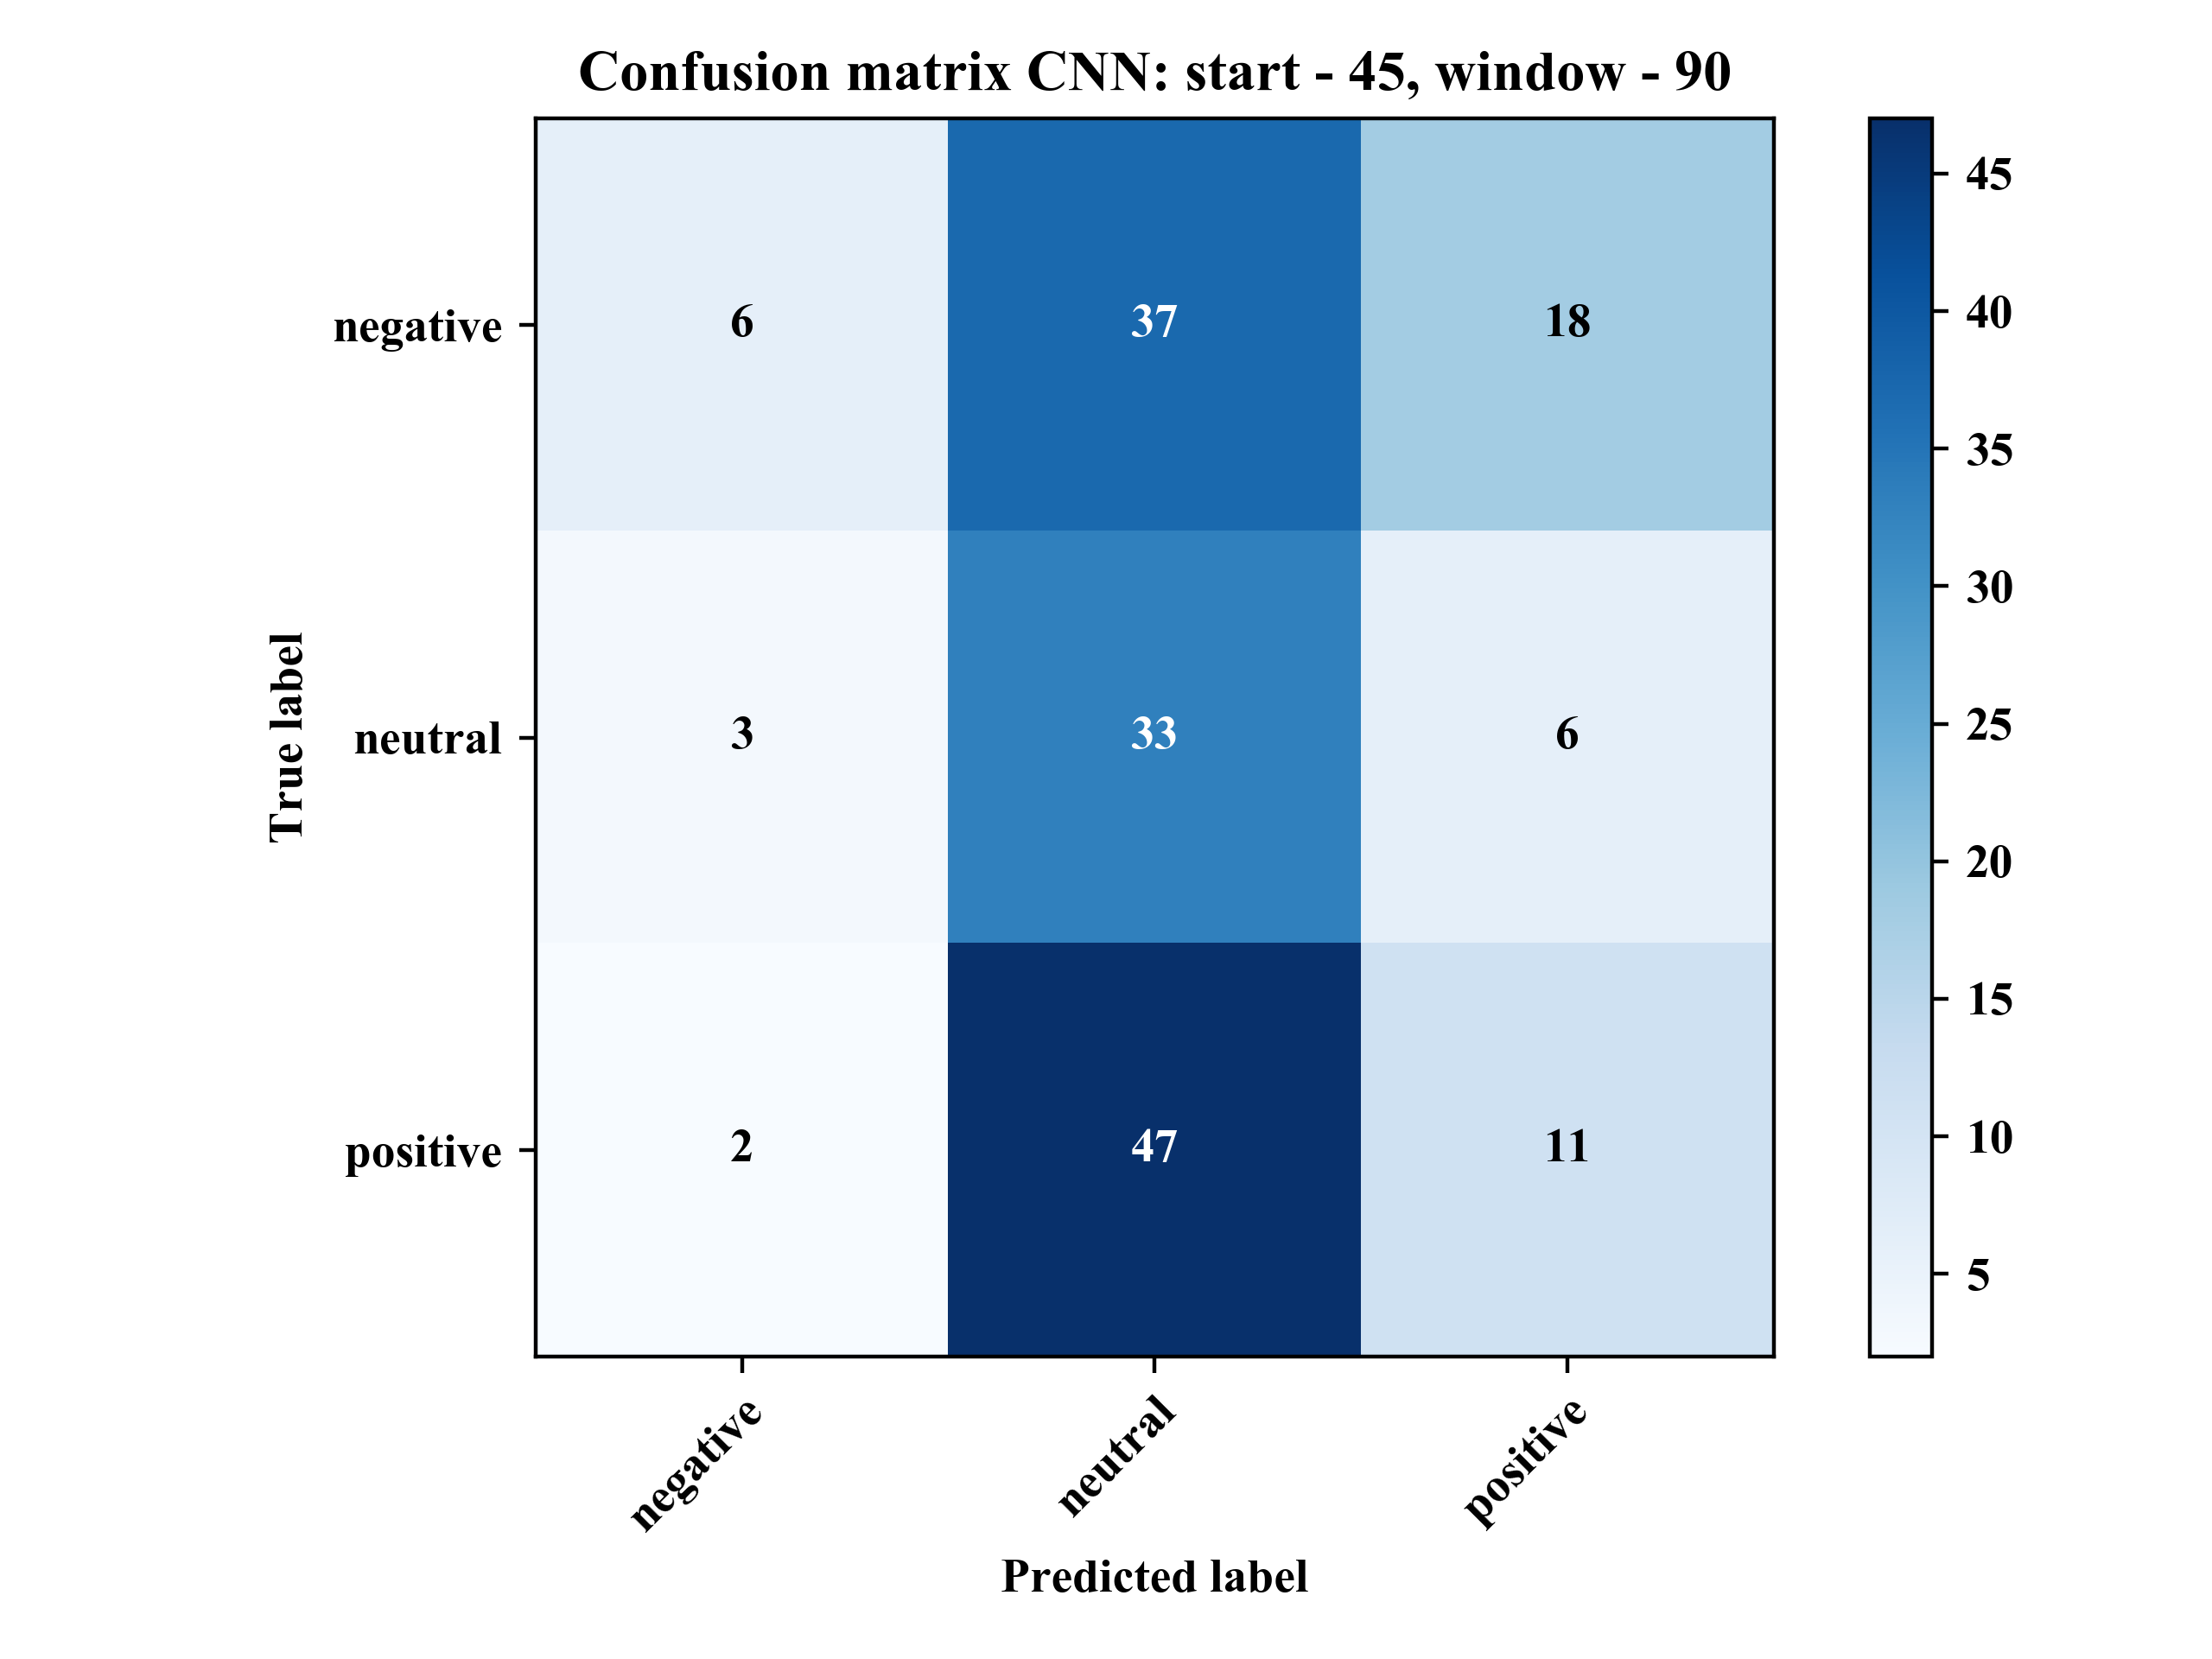 Confusion matrix CNN: start - 45, window - 90
True label
negative
6
37
18
neutral
3
33
6
positive
2
47
11
negative
neutral
positive
Predicted label
45
40
35
30
25
20
15
10
5